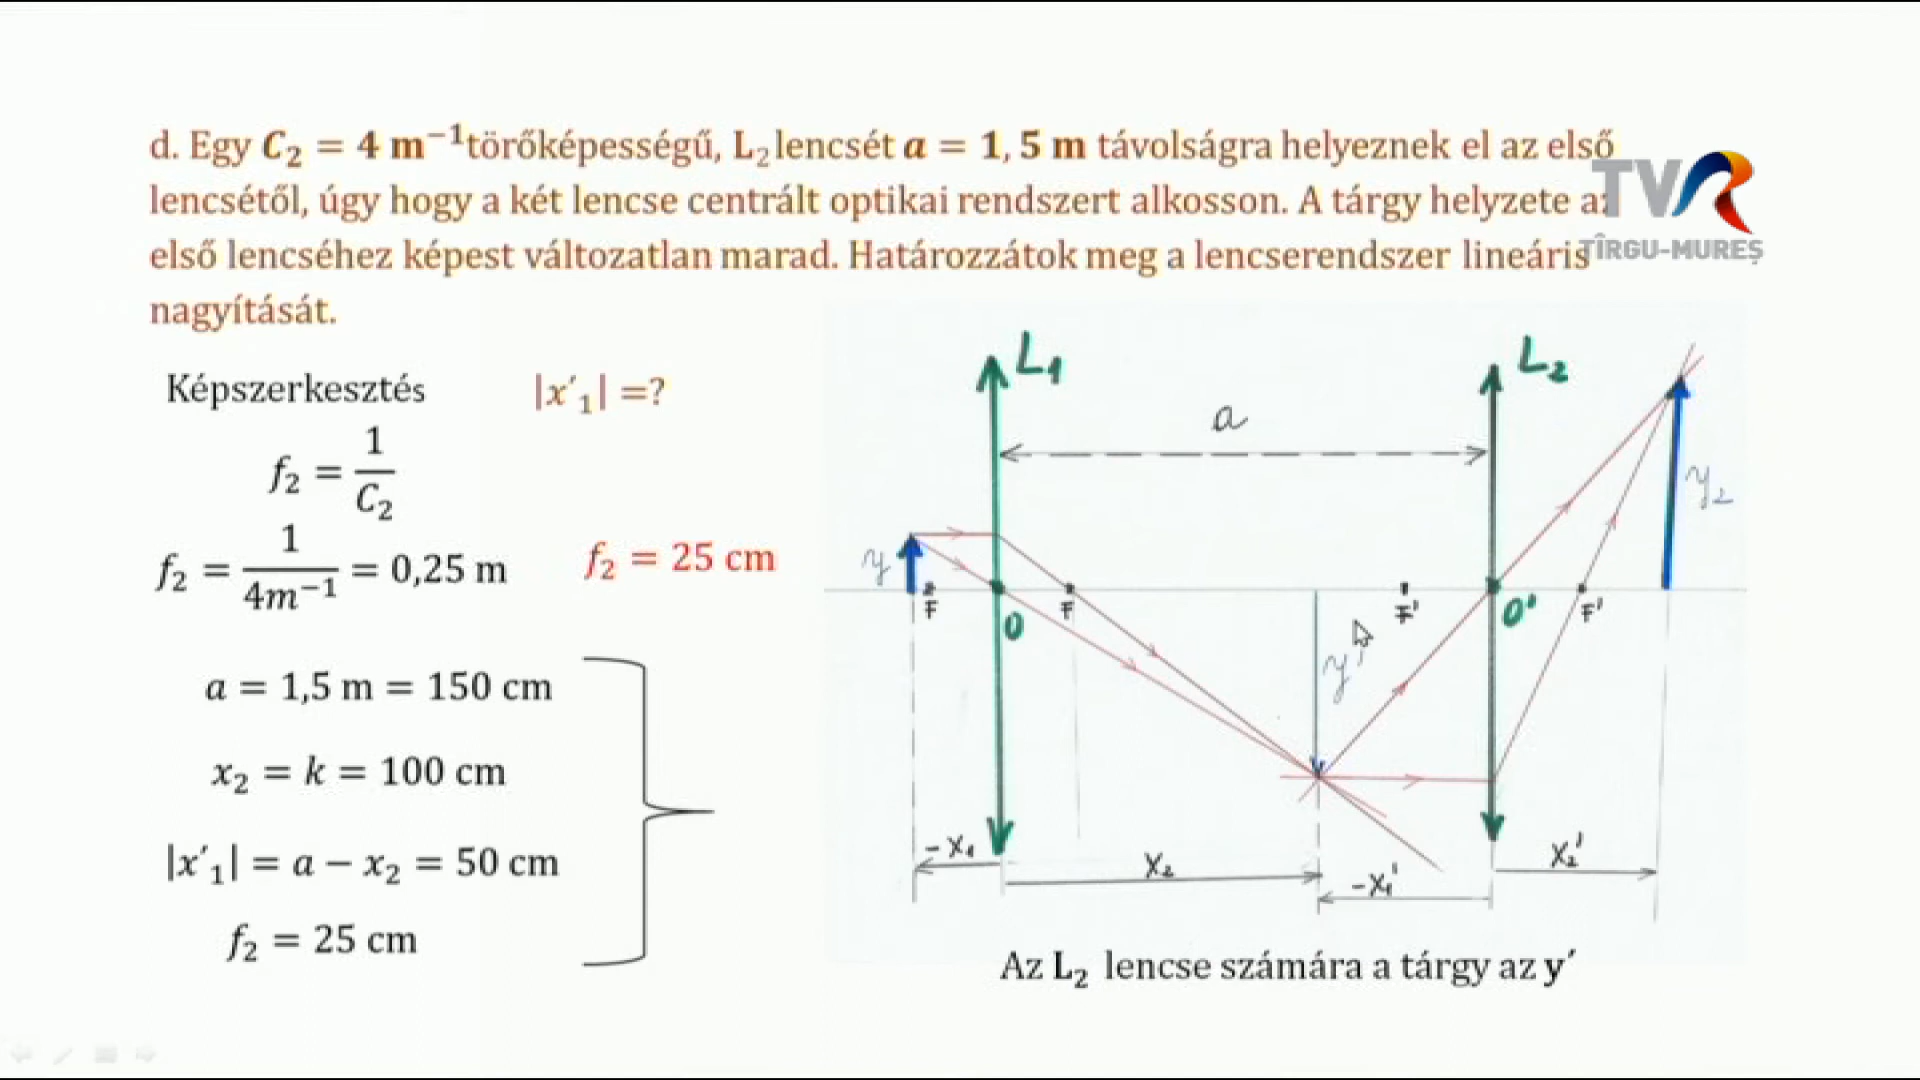 d. Egy C₂ = 4 m⁻¹törőképességű, L₂lencsét a = 1, 5 m távolságra helyeznek el az első
lencsétől, úgy hogy a két lencse centrált optikai rendszert alkosson. A tárgy helyzete az
első lencséhez képest változatlan marad. Határozzátok meg a lencserendszer lineáris
nagyítását.
TVR
TÎRGU-MUREȘ
Képszerkesztés |x′₁| =?
f₂ = 1/C₂
f₂ = 1/4m⁻¹ = 0,25 m f₂ = 25 cm
a = 1,5 m = 150 cm
x₂ = k = 100 cm
|x′₁| = a − x₂ = 50 cm
f₂ = 25 cm
L₁ L₂
a
y y₂
F F F' F'
O O'
y'
-x₁ x₂ -x₁' x₂'
Az L₂ lencse számára a tárgy az y′